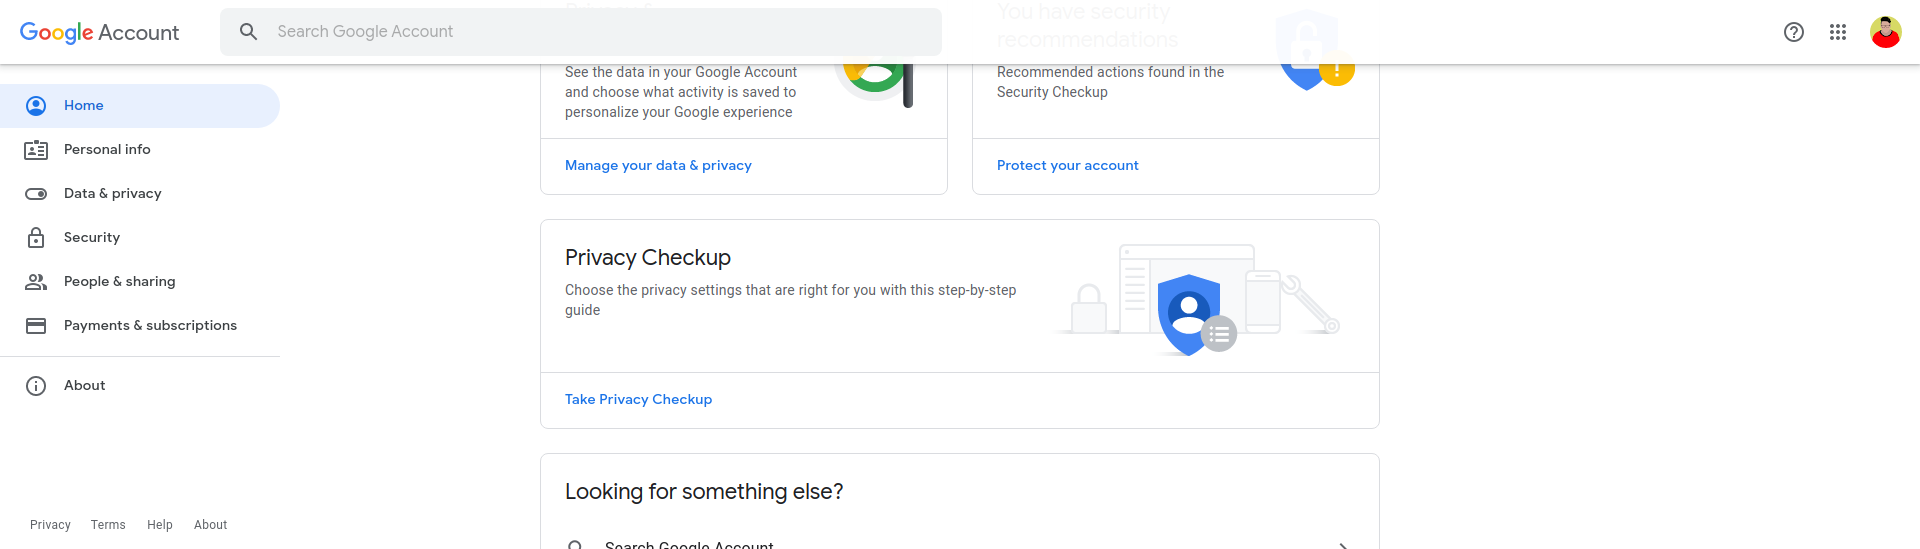 Google Account
Search Google Account
You have security
recommendations
Home
Personal info
Data & privacy
Security
People & sharing
Payments & subscriptions
About
Privacy Terms Help About
See the data in your Google Account
and choose what activity is saved to
personalize your Google experience
Manage your data & privacy
Recommended actions found in the
Security Checkup
Protect your account
Privacy Checkup
Choose the privacy settings that are right for you with this step-by-step
guide
Take Privacy Checkup
Looking for something else?
Search Google Account